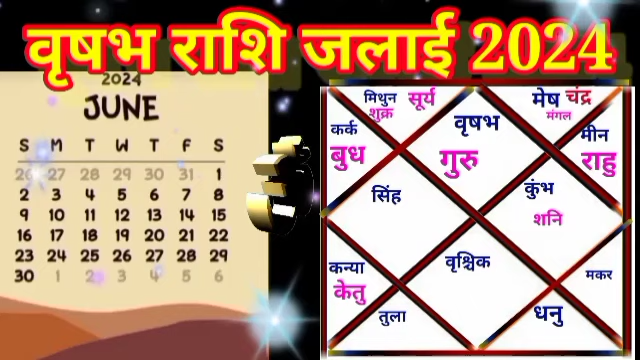 वृषभ राशि जलाई 2024
2024
JUNE
S M T W T F S
26 27 28 29 30 31 1
2 3 4 5 6 7 8
9 10 11 12 13 14 15
16 17 18 19 20 21 22
23 24 25 26 27 28 29
30 1 2 3 4 5 6
मिथुन सूर्य
शुक्र
मेष चंद्र
मंगल
कर्क
बुध
वृषभ
गुरु
मीन
राहु
सिंह
कुंभ
शनि
कन्या
केतु
वृश्चिक
मकर
तुला
धनु